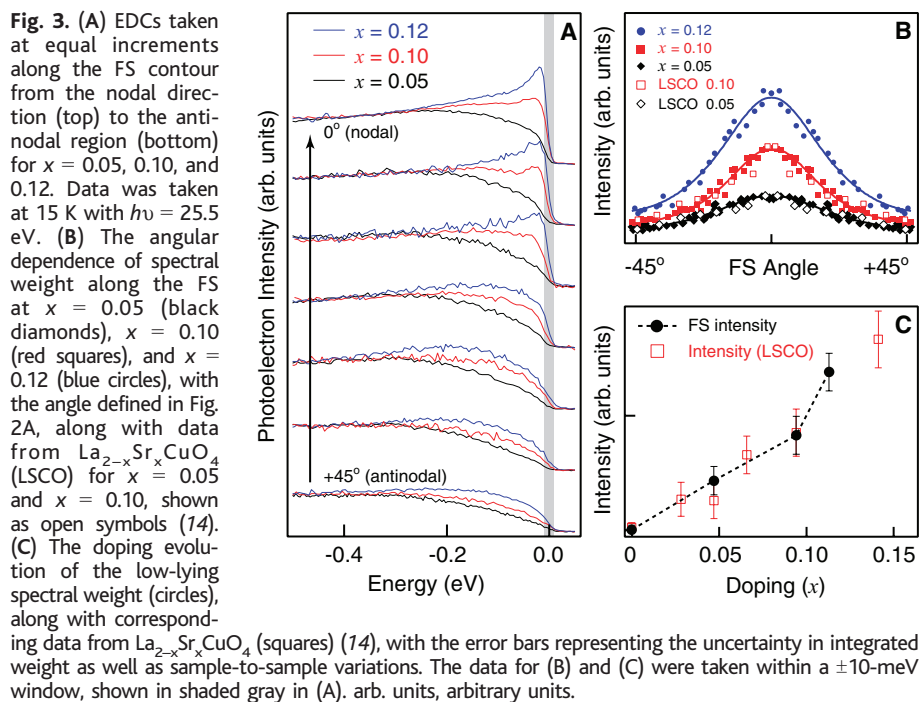 Fig. 3. (A) EDCs taken
at equal increments
along the FS contour
from the nodal direc-
tion (top) to the anti-
nodal region (bottom)
for x = 0.05, 0.10, and
0.12. Data was taken
at 15 K with hυ = 25.5
eV. (B) The angular
dependence of spectral
weight along the FS
at x = 0.05 (black
diamonds), x = 0.10
(red squares), and x =
0.12 (blue circles), with
the angle defined in Fig.
2A, along with data
from La₂₋ₓSrₓCuO₄
(LSCO) for x = 0.05
and x = 0.10, shown
as open symbols (14).
(C) The doping evolu-
tion of the low-lying
spectral weight (circles),
along with correspond-
ing data from La₂₋ₓSrₓCuO₄ (squares) (14), with the error bars representing the uncertainty in integrated
weight as well as sample-to-sample variations. The data for (B) and (C) were taken within a ±10-meV
window, shown in shaded gray in (A). arb. units, arbitrary units.
A
x = 0.12
x = 0.10
x = 0.05
0° (nodal)
+45° (antinodal)
Photoelectron Intensity (arb. units)
-0.4 -0.2 0.0
Energy (eV)
B
x = 0.12
x = 0.10
x = 0.05
LSCO 0.10
LSCO 0.05
Intensity (arb. units)
-45° FS Angle +45°
C
FS intensity
Intensity (LSCO)
Intensity (arb. units)
0 0.05 0.10 0.15
Doping (x)